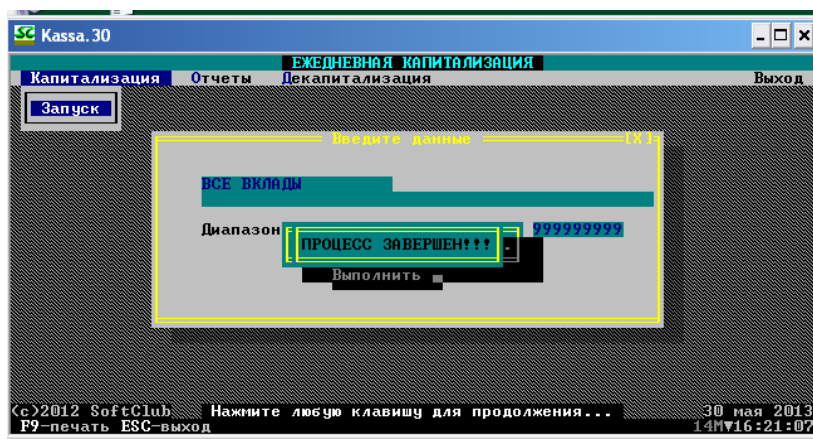 Kassa.30
ЕЖЕДНЕВНАЯ КАПИТАЛИЗАЦИЯ
Капитализация Отчеты Декапитализация Выход
Запуск
Введите данные [X]
ВСЕ ВКЛАДЫ
Диапазон 999999999
ПРОЦЕСС ЗАВЕРШЕН!!!
Выполнить
(c)2012 SoftClub Нажмите любую клавишу для продолжения... 30 мая 2013
F9-печать ESC-выход 14M▼16:21:07